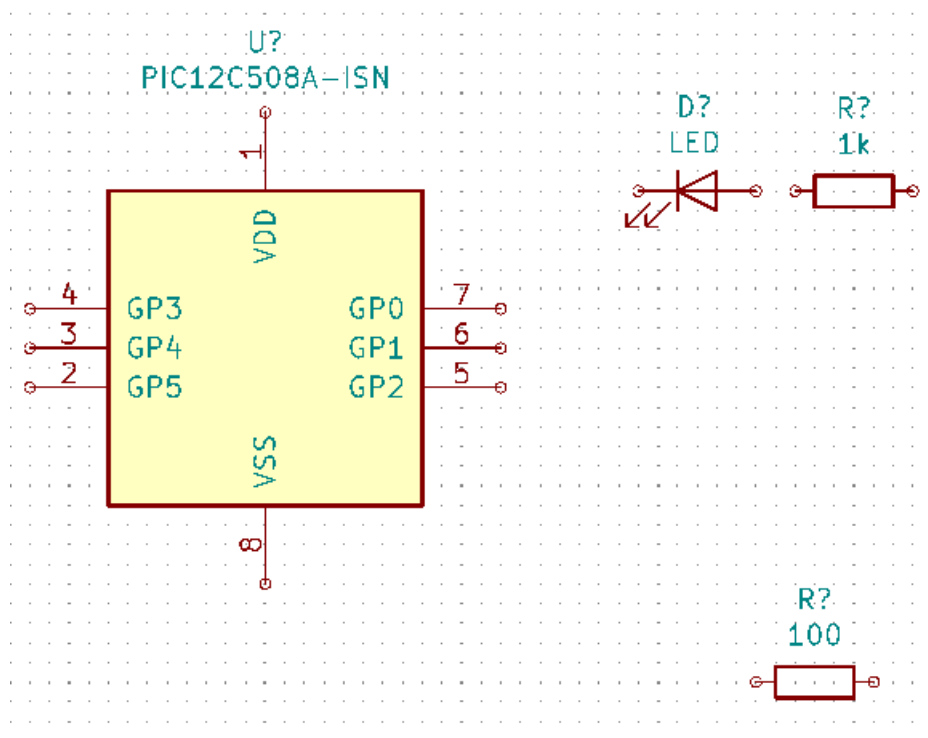 U?
PIC12C508A-ISN
D?
LED
R?
1k
1
VDD
4
GP3
GP0
7
3
GP4
GP1
6
2
GP5
GP2
5
VSS
8
R?
100